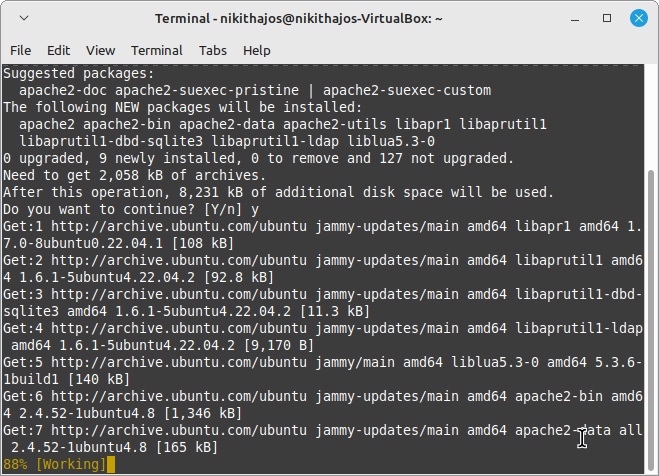 Terminal - nikithajos@nikithajos-VirtualBox: ~
File Edit View Terminal Tabs Help
Suggested packages:
  apache2-doc apache2-suexec-pristine | apache2-suexec-custom
The following NEW packages will be installed:
  apache2 apache2-bin apache2-data apache2-utils libapr1 libaprutil1
  libaprutil1-dbd-sqlite3 libaprutil1-ldap liblua5.3-0
0 upgraded, 9 newly installed, 0 to remove and 127 not upgraded.
Need to get 2,058 kB of archives.
After this operation, 8,231 kB of additional disk space will be used.
Do you want to continue? [Y/n] y
Get:1 http://archive.ubuntu.com/ubuntu jammy-updates/main amd64 libapr1 amd64 1.
7.0-8ubuntu0.22.04.1 [108 kB]
Get:2 http://archive.ubuntu.com/ubuntu jammy-updates/main amd64 libaprutil1 amd6
4 1.6.1-5ubuntu4.22.04.2 [92.8 kB]
Get:3 http://archive.ubuntu.com/ubuntu jammy-updates/main amd64 libaprutil1-dbd-
sqlite3 amd64 1.6.1-5ubuntu4.22.04.2 [11.3 kB]
Get:4 http://archive.ubuntu.com/ubuntu jammy-updates/main amd64 libaprutil1-ldap
 amd64 1.6.1-5ubuntu4.22.04.2 [9,170 B]
Get:5 http://archive.ubuntu.com/ubuntu jammy/main amd64 liblua5.3-0 amd64 5.3.6-
1build1 [140 kB]
Get:6 http://archive.ubuntu.com/ubuntu jammy-updates/main amd64 apache2-bin amd6
4 2.4.52-1ubuntu4.8 [1,346 kB]
Get:7 http://archive.ubuntu.com/ubuntu jammy-updates/main amd64 apache2-data all
 2.4.52-1ubuntu4.8 [165 kB]
88% [Working]